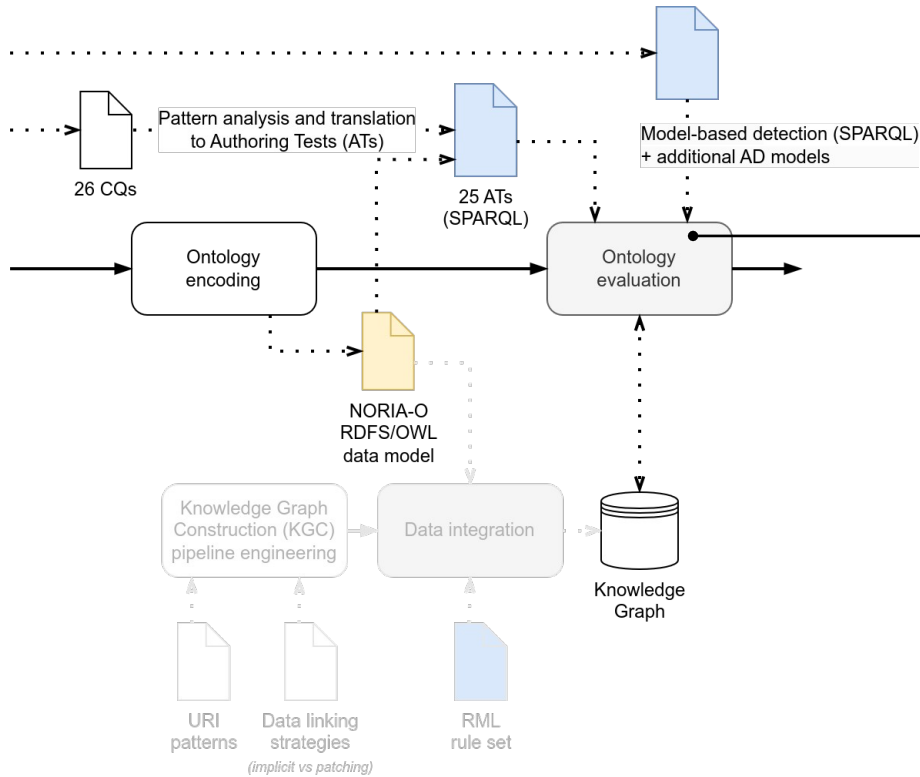 Pattern analysis and translation
to Authoring Tests (ATs)
Model-based detection (SPARQL)
+ additional AD models
26 CQs
25 ATs
(SPARQL)
Ontology
encoding
Ontology
evaluation
NORIA-O
RDFS/OWL
data model
Knowledge Graph
Construction (KGC)
pipeline engineering
Data integration
Knowledge
Graph
URI
patterns
Data linking
strategies
(implicit vs patching)
RML
rule set